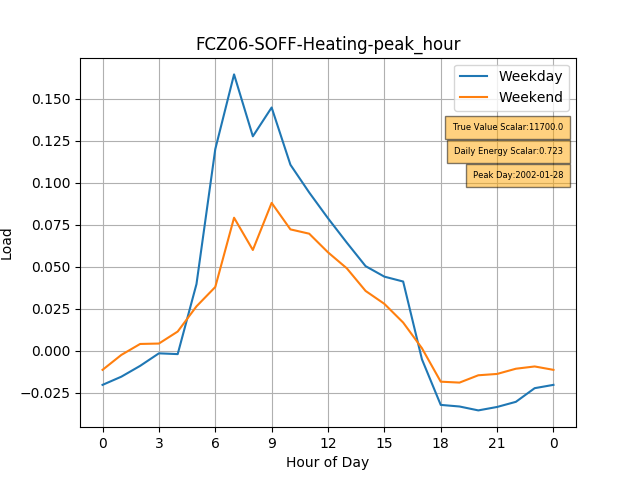 FCZ06-SOFF-Heating-peak_hour
Weekday
Weekend
True Value Scalar:11700.0
Daily Energy Scalar:0.723
Peak Day:2002-01-28
Load
0.150
0.125
0.100
0.075
0.050
0.025
0.000
−0.025
0 3 6 9 12 15 18 21 0
Hour of Day